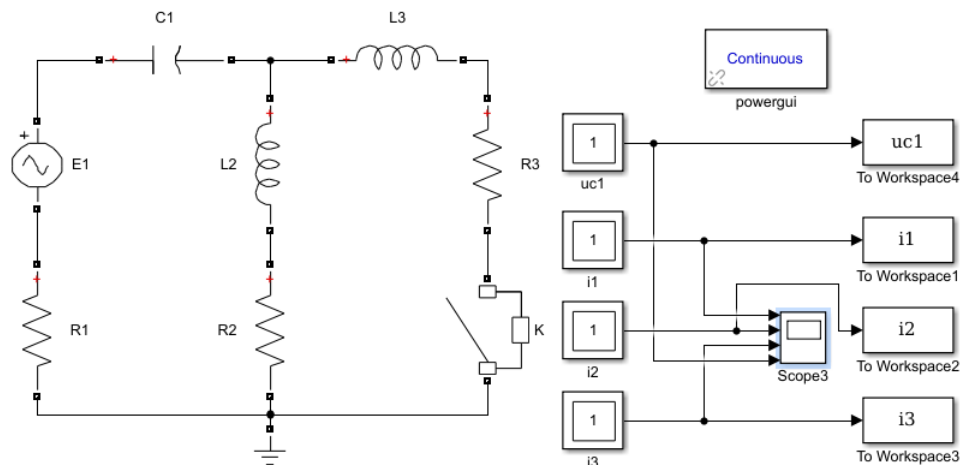 C1
L3
Continuous
powergui
E1
L2
R3
1
uc1
uc1
To Workspace4
1
i1
i1
To Workspace1
R1
R2
K
1
i2
Scope3
i2
To Workspace2
1
i3
i3
To Workspace3